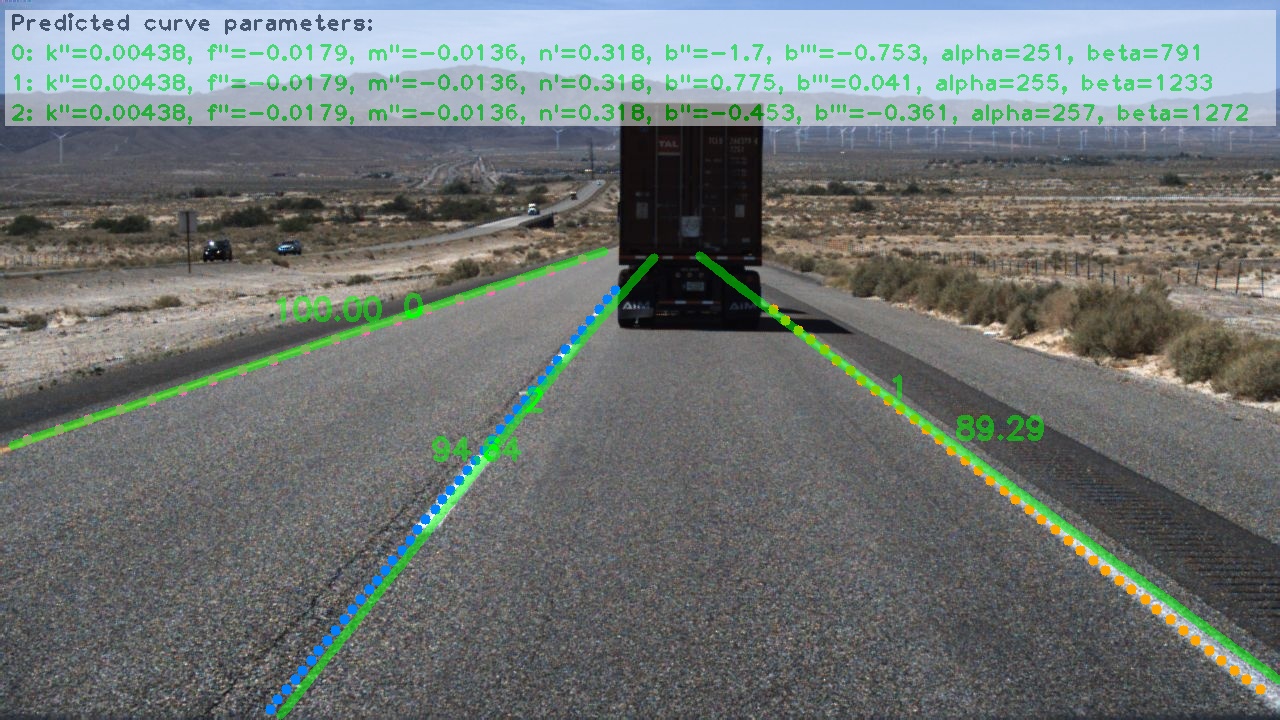 Predicted curve parameters:
0: k''=0.00438, f''=-0.0179, m''=-0.0136, n'=0.318, b''=-1.7, b'''=-0.753, alpha=251, beta=791
1: k''=0.00438, f''=-0.0179, m''=-0.0136, n'=0.318, b''=0.775, b'''=0.041, alpha=255, beta=1233
2: k''=0.00438, f''=-0.0179, m''=-0.0136, n'=0.318, b''=-0.453, b'''=-0.361, alpha=257, beta=1272
TAL
100.00 0
AIM AIM
1
2
89.29